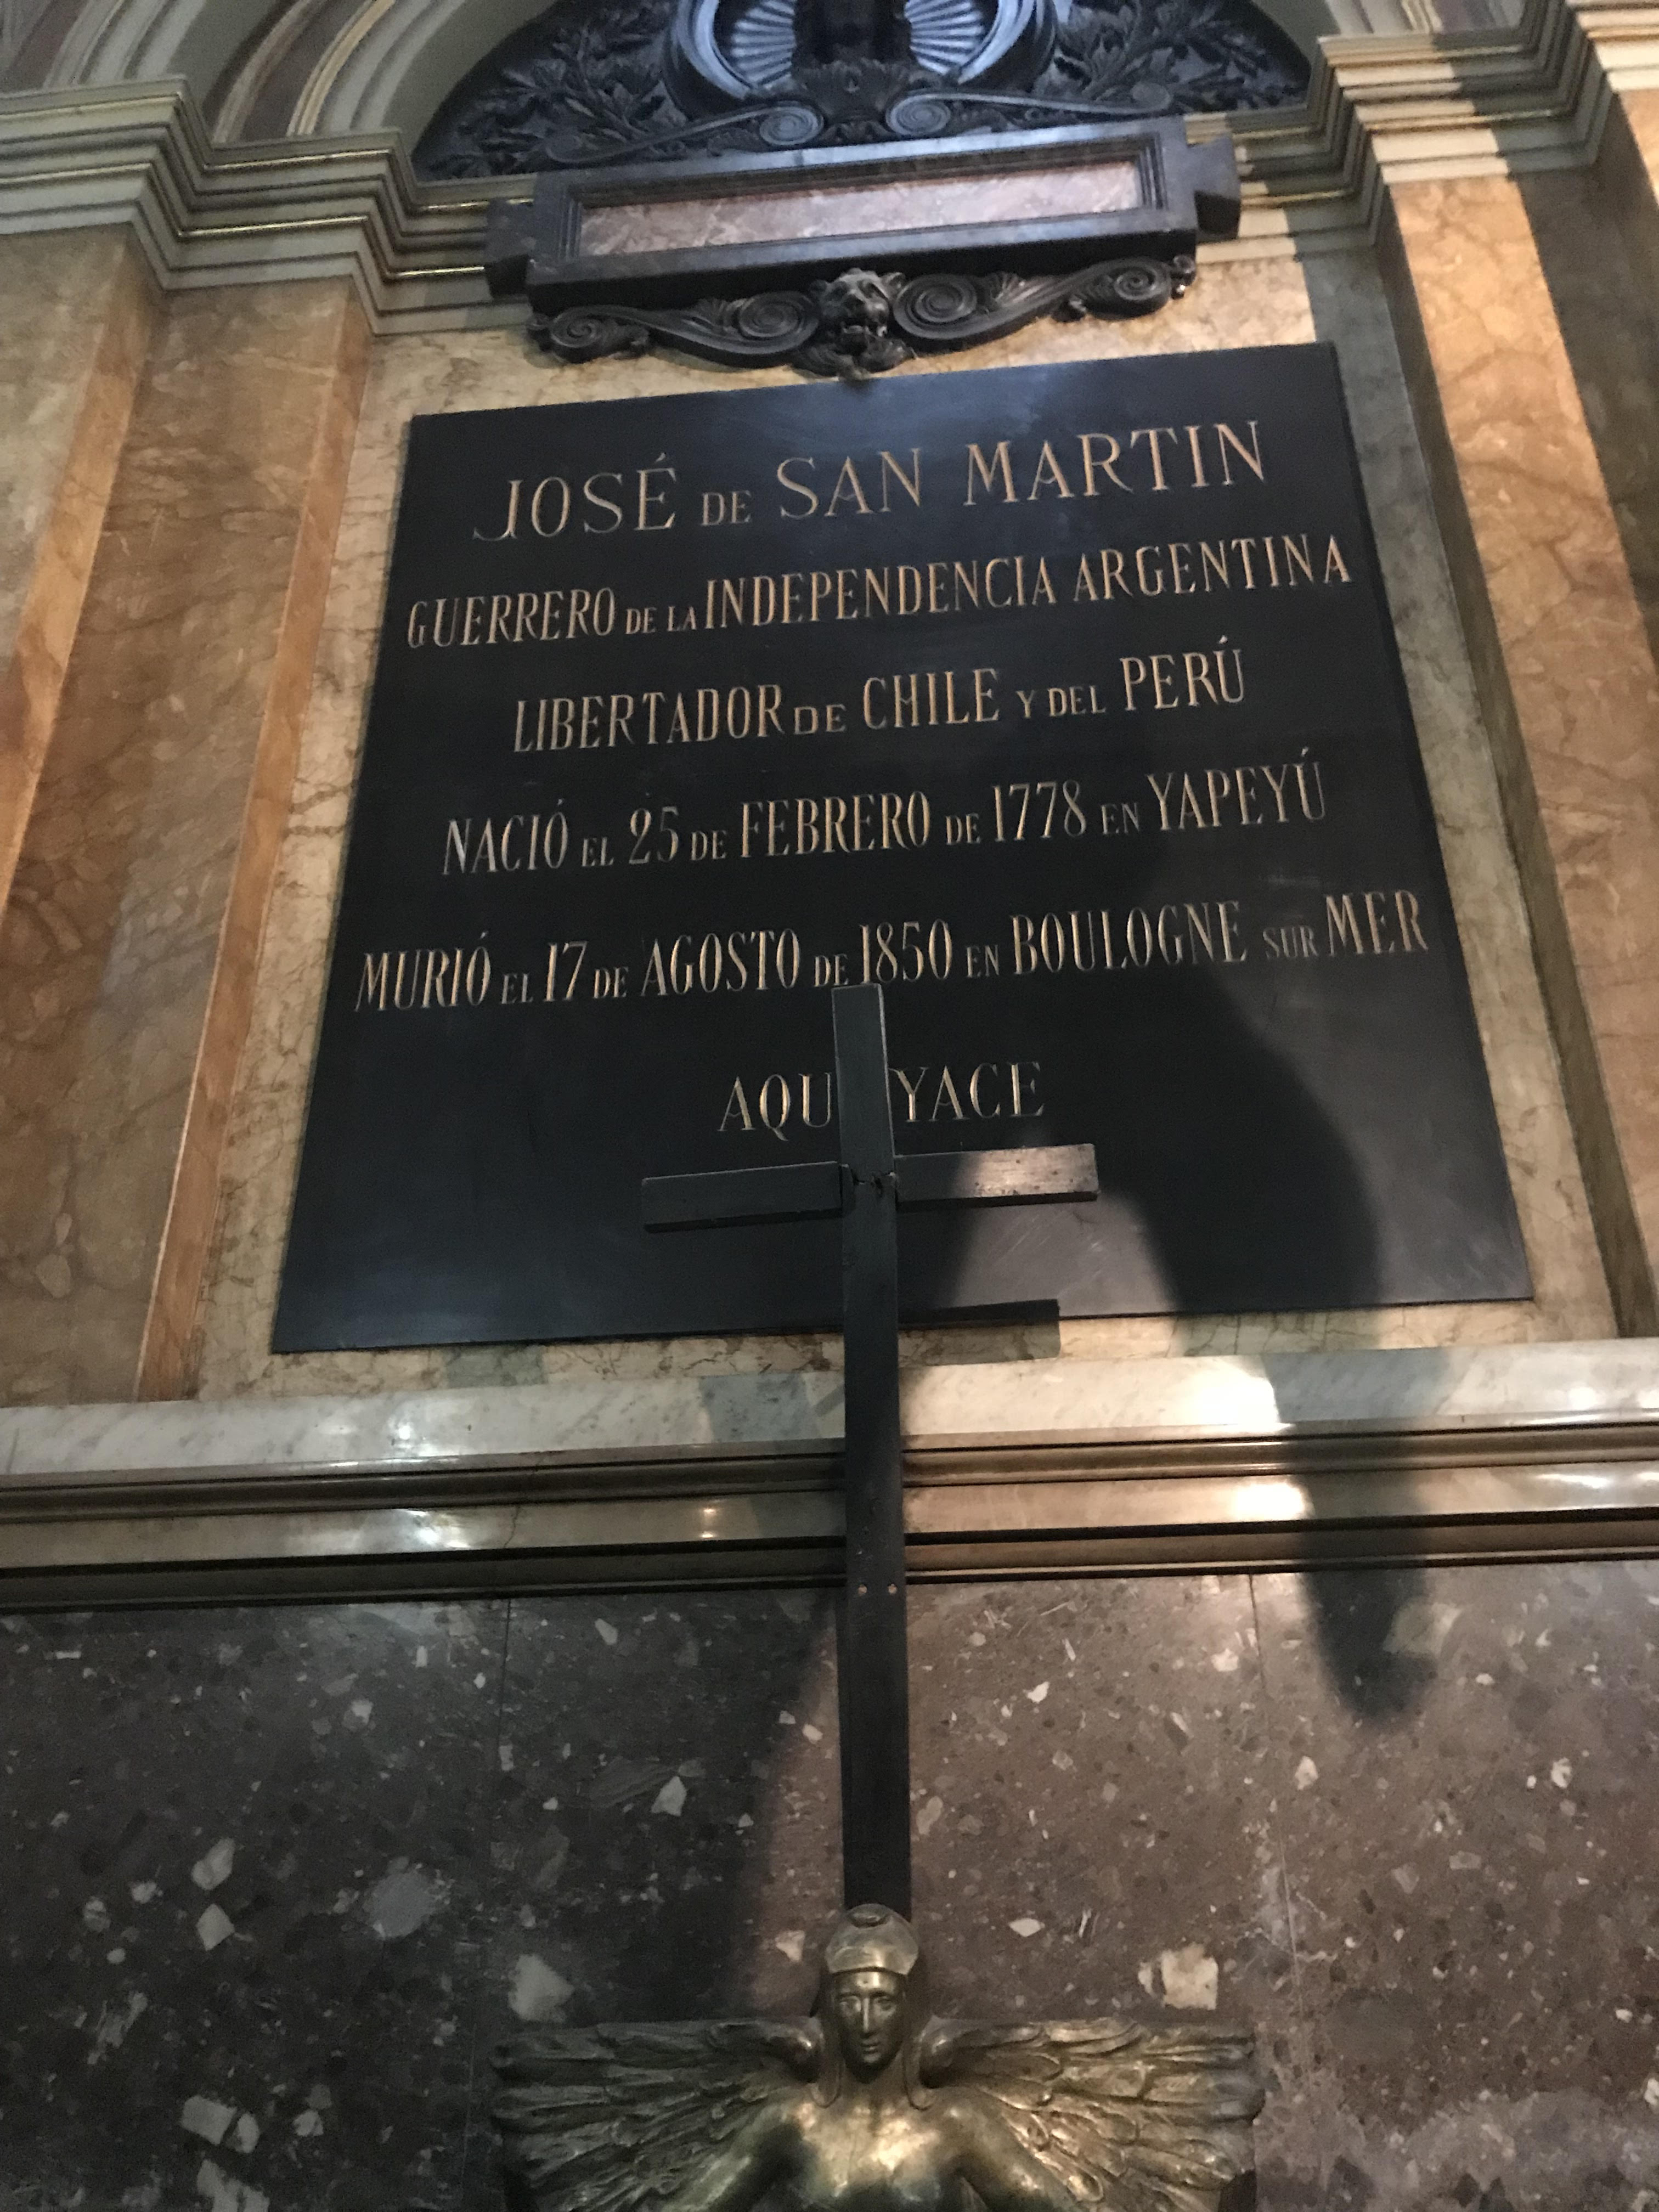 JOSÉ DE SAN MARTIN
GUERRERO DE LA INDEPENDENCIA ARGENTINA
LIBERTADOR DE CHILE Y DEL PERÚ
NACIÓ EL 25 DE FEBRERO DE 1778 EN YAPEYÚ
MURIÓ EL 17 DE AGOSTO DE 1850 EN BOULOGNE SUR MER
AQU YACE